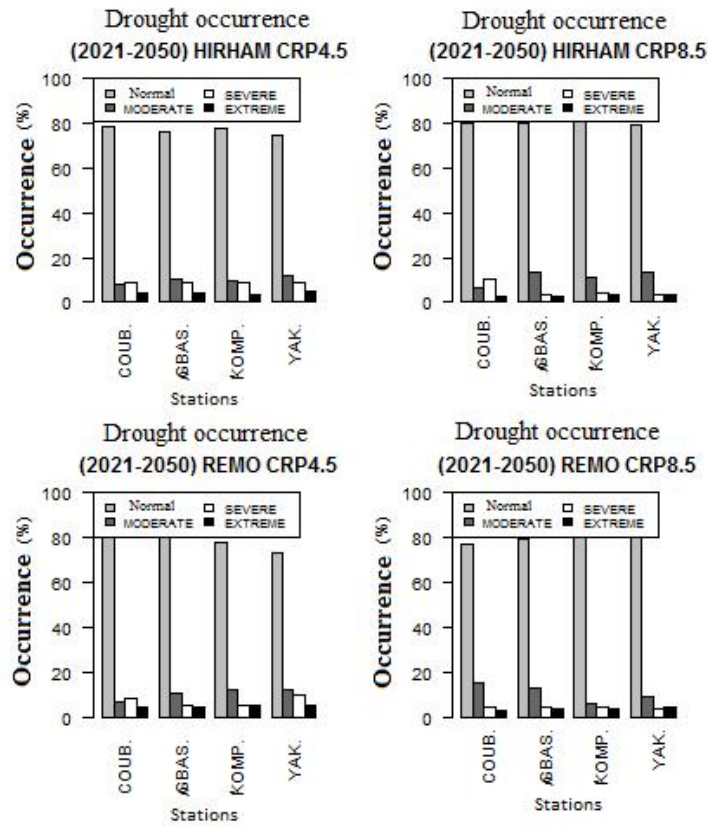 Drought occurrence
(2021-2050) HIRHAM CRP4.5
Occurrence (%)
100
80
60
40
20
0
Normal
SEVERE
MODERATE
EXTREME
COUB.
GBAS.
KOMP.
YAK.
Stations
Drought occurrence
(2021-2050) HIRHAM CRP8.5
Occurrence (%)
100
80
60
40
20
0
Normal
SEVERE
MODERATE
EXTREME
COUB.
GBAS.
KOMP.
YAK.
Stations
Drought occurrence
(2021-2050) REMO CRP4.5
Occurrence (%)
100
80
60
40
20
0
Normal
SEVERE
MODERATE
EXTREME
COUB.
GBAS.
KOMP.
YAK.
Stations
Drought occurrence
(2021-2050) REMO CRP8.5
Occurrence (%)
100
80
60
40
20
0
Normal
SEVERE
MODERATE
EXTREME
COUB.
GBAS.
KOMP.
YAK.
Stations